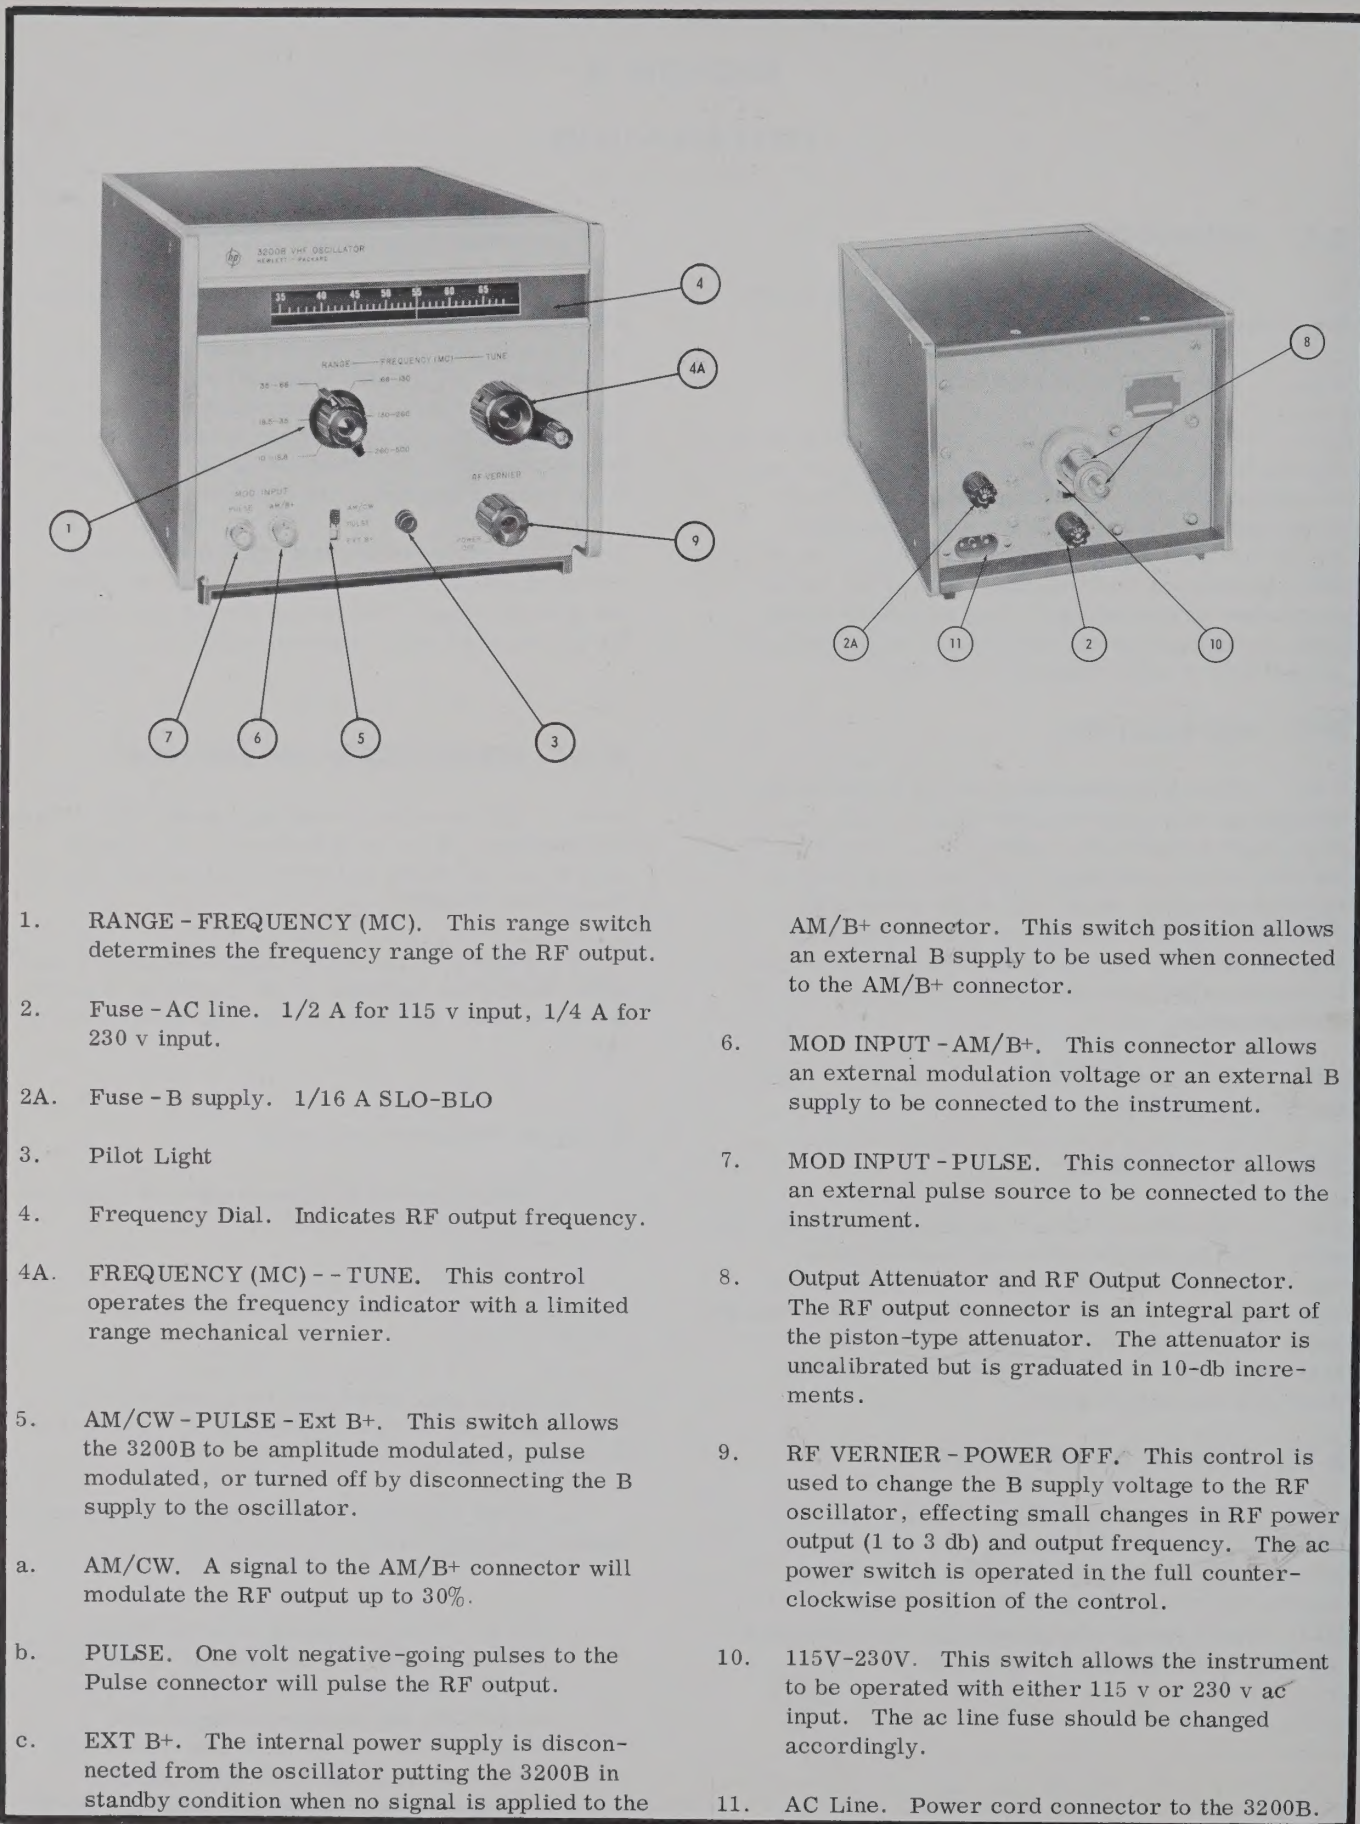 hp
3200B VHF OSCILLATOR
HEWLETT - PACKARD
35 40 45 50 55 60 65
RANGE FREQUENCY (MC) TUNE
35-68
68-130
18.5-35
130-260
260-500
RF VERNIER
MOD INPUT
PULSE AM/B+
AM/CW
PULSE
EXT B+
POWER
OFF
4
4A
1
9
7
6
5
3
8
2A
11
2
10
1. RANGE - FREQUENCY (MC). This range switch
determines the frequency range of the RF output.
2. Fuse - AC line. 1/2 A for 115 v input, 1/4 A for
230 v input.
2A. Fuse - B supply. 1/16 A SLO-BLO
3. Pilot Light
4. Frequency Dial. Indicates RF output frequency.
4A. FREQUENCY (MC) - - TUNE. This control
operates the frequency indicator with a limited
range mechanical vernier.
5. AM/CW - PULSE - Ext B+. This switch allows
the 3200B to be amplitude modulated, pulse
modulated, or turned off by disconnecting the B
supply to the oscillator.
a. AM/CW. A signal to the AM/B+ connector will
modulate the RF output up to 30%.
b. PULSE. One volt negative-going pulses to the
Pulse connector will pulse the RF output.
c. EXT B+. The internal power supply is discon-
nected from the oscillator putting the 3200B in
standby condition when no signal is applied to the
AM/B+ connector. This switch position allows
an external B supply to be used when connected
to the AM/B+ connector.
6. MOD INPUT - AM/B+. This connector allows
an external modulation voltage or an external B
supply to be connected to the instrument.
7. MOD INPUT - PULSE. This connector allows
an external pulse source to be connected to the
instrument.
8. Output Attenuator and RF Output Connector.
The RF output connector is an integral part of
the piston-type attenuator. The attenuator is
uncalibrated but is graduated in 10-db incre-
ments.
9. RF VERNIER - POWER OFF. This control is
used to change the B supply voltage to the RF
oscillator, effecting small changes in RF power
output (1 to 3 db) and output frequency. The ac
power switch is operated in the full counter-
clockwise position of the control.
10. 115V-230V. This switch allows the instrument
to be operated with either 115 v or 230 v ac
input. The ac line fuse should be changed
accordingly.
11. AC Line. Power cord connector to the 3200B.